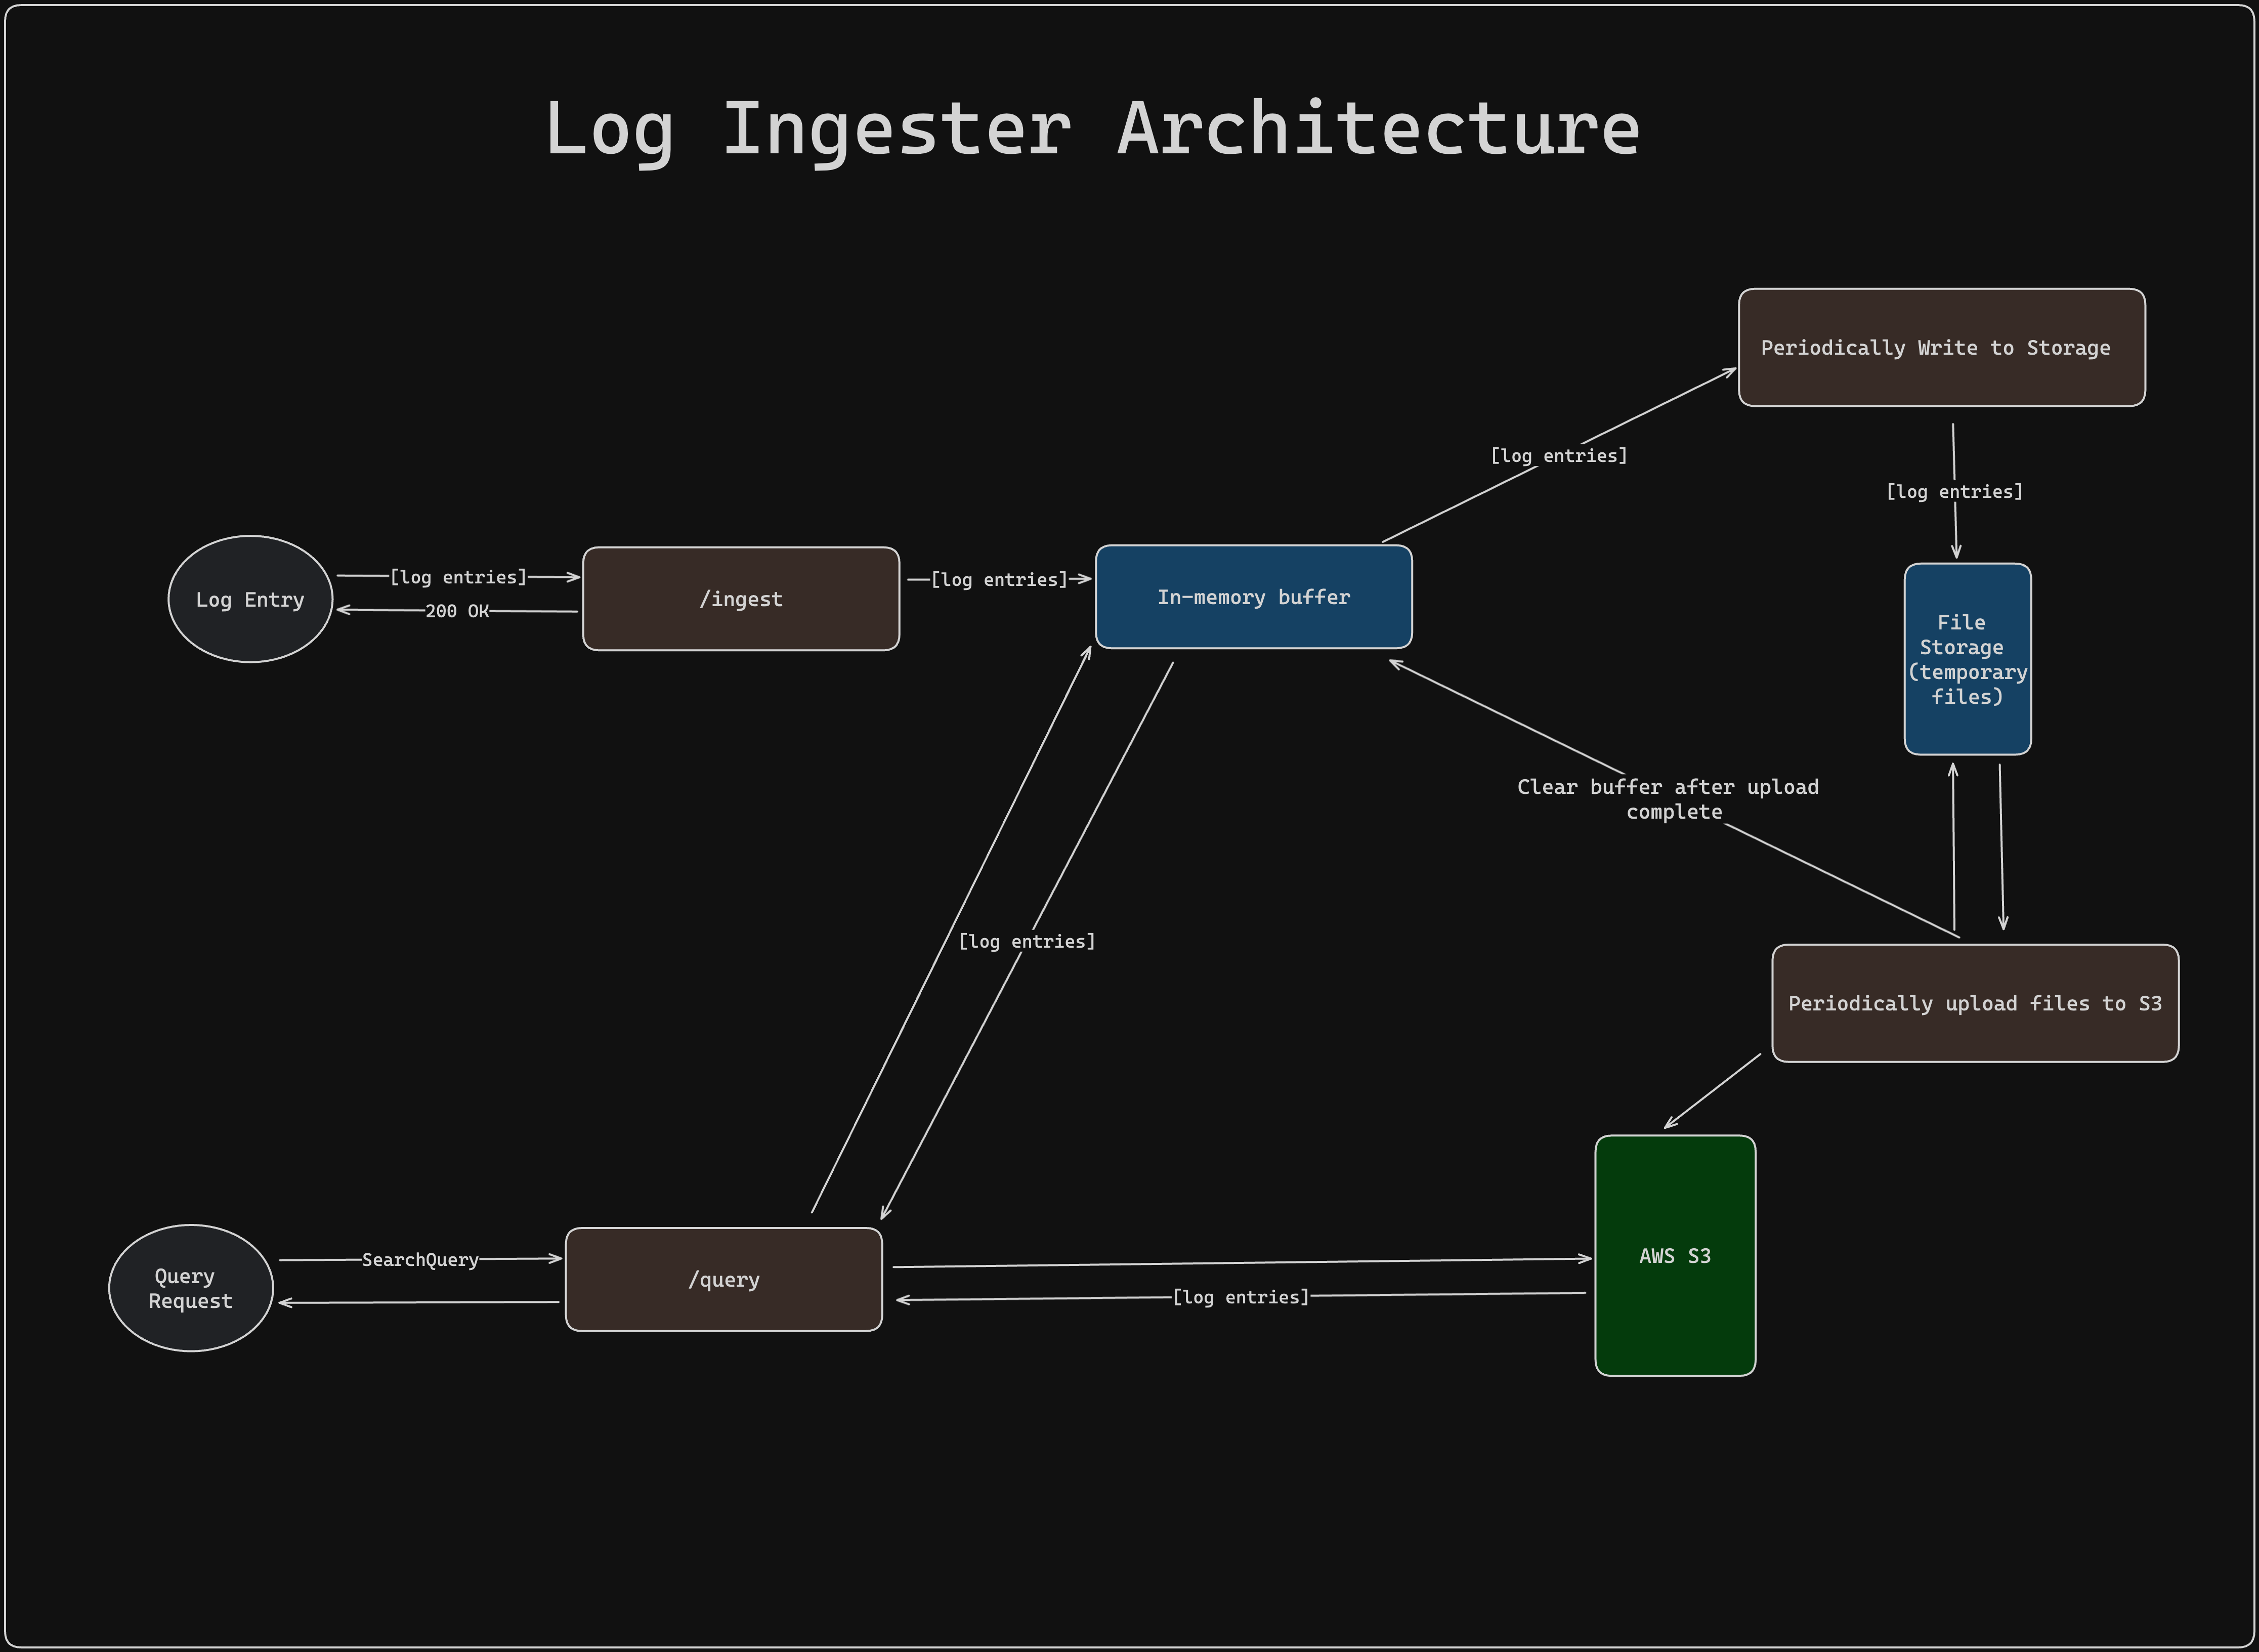 Log Ingester Architecture
Periodically Write to Storage
[log entries]
[log entries]
Log Entry
[log entries]
200 OK
/ingest
[log entries]
In-memory buffer
File
Storage
(temporary
files)
Clear buffer after upload
complete
[log entries]
Periodically upload files to S3
Query
Request
SearchQuery
/query
[log entries]
AWS S3